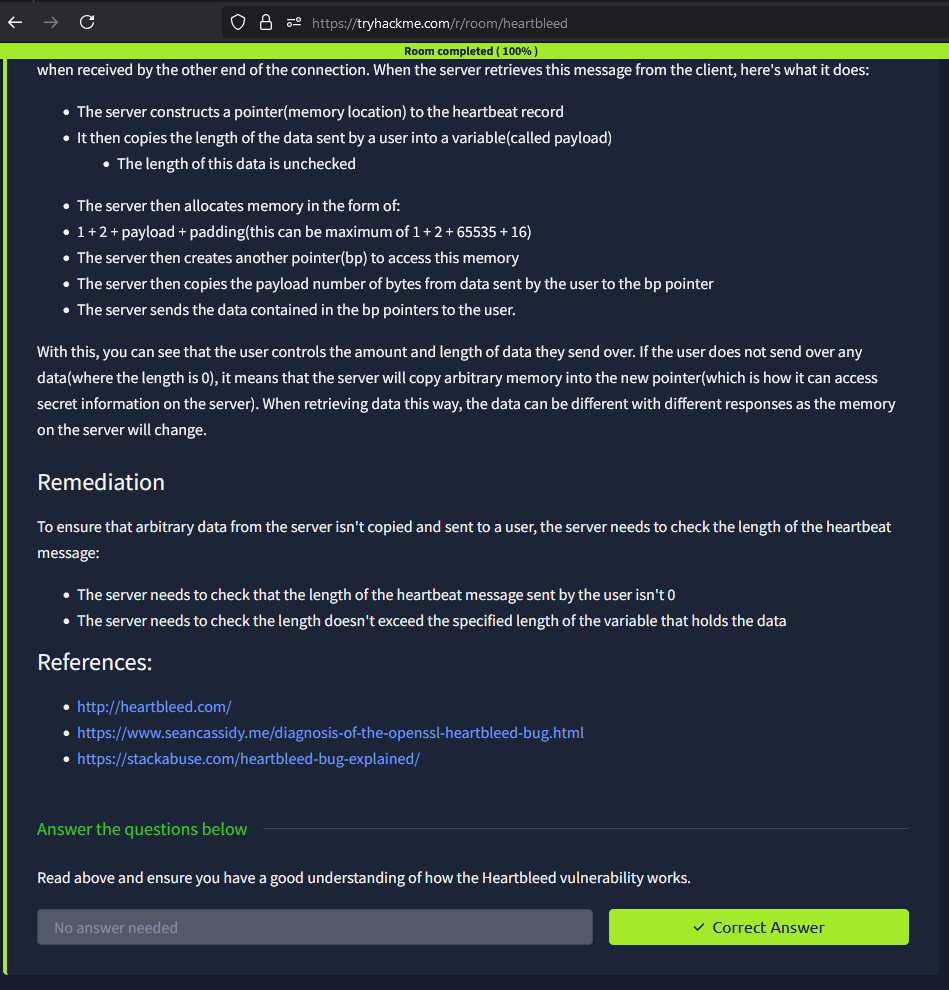 https://tryhackme.com/r/room/heartbleed
Room completed ( 100% )
when received by the other end of the connection. When the server retrieves this message from the client, here's what it does:
• The server constructs a pointer(memory location) to the heartbeat record
• It then copies the length of the data sent by a user into a variable(called payload)
• The length of this data is unchecked
• The server then allocates memory in the form of:
• 1 + 2 + payload + padding(this can be maximum of 1 + 2 + 65535 + 16)
• The server then creates another pointer(bp) to access this memory
• The server then copies the payload number of bytes from data sent by the user to the bp pointer
• The server sends the data contained in the bp pointers to the user.
With this, you can see that the user controls the amount and length of data they send over. If the user does not send over any
data(where the length is 0), it means that the server will copy arbitrary memory into the new pointer(which is how it can access
secret information on the server). When retrieving data this way, the data can be different with different responses as the memory
on the server will change.
Remediation
To ensure that arbitrary data from the server isn't copied and sent to a user, the server needs to check the length of the heartbeat
message:
• The server needs to check that the length of the heartbeat message sent by the user isn't 0
• The server needs to check the length doesn't exceed the specified length of the variable that holds the data
References:
• http://heartbleed.com/
• https://www.seancassidy.me/diagnosis-of-the-openssl-heartbleed-bug.html
• https://stackabuse.com/heartbleed-bug-explained/
Answer the questions below
Read above and ensure you have a good understanding of how the Heartbleed vulnerability works.
No answer needed
✓ Correct Answer